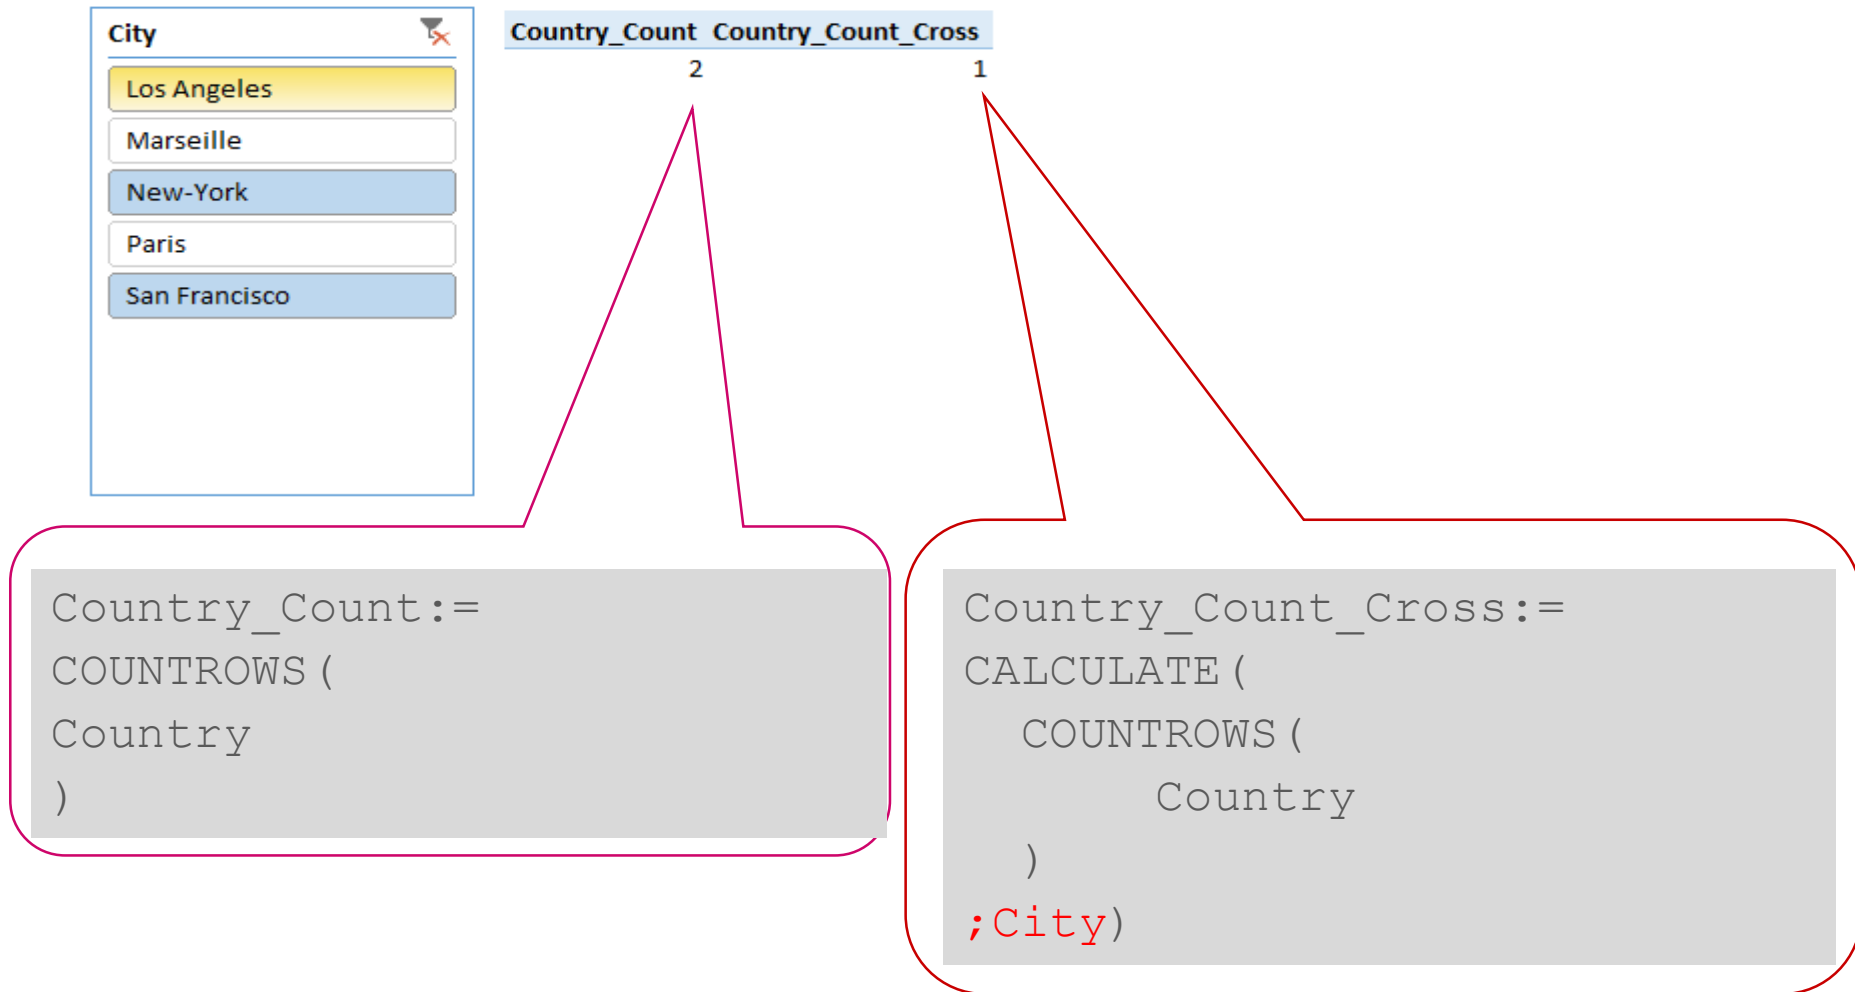 City
Los Angeles
Marseille
New-York
Paris
San Francisco
Country_Count Country_Count_Cross
2 1
Country_Count:=
COUNTROWS(
Country
)
Country_Count_Cross:=
CALCULATE(
COUNTROWS(
Country
)
;City)